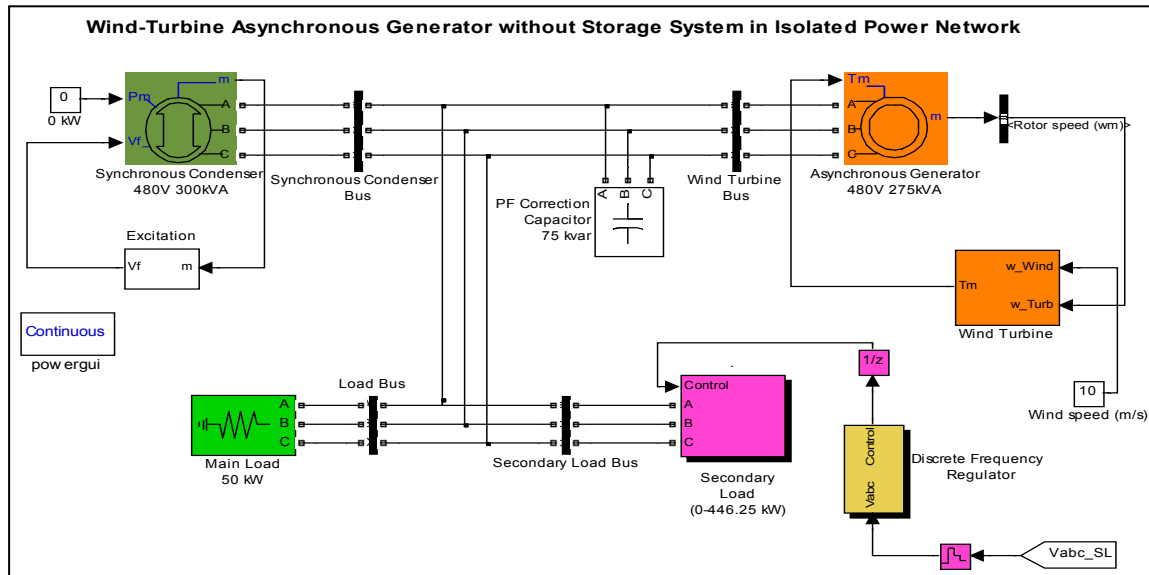 Wind-Turbine Asynchronous Generator without Storage System in Isolated Power Network
0
0 kW
Pm
m
Vf_
A
B
C
Synchronous Condenser
480V 300kVA
Synchronous Condenser
Bus
A
B
C
PF Correction
Capacitor
75 kvar
Wind Turbine
Bus
Tm
A
B
C
m
Asynchronous Generator
480V 275kVA
<Rotor speed (wm)>
Excitation
Vf
m
Continuous
pow ergui
Tm
w_Wind
w_Turb
Wind Turbine
10
Wind speed (m/s)
A
B
C
Main Load
50 kW
Load Bus
Secondary Load Bus
Control
A
B
C
Secondary
Load
(0-446.25 kW)
1/z
Vabc Control
Discrete Frequency
Regulator
Vabc_SL